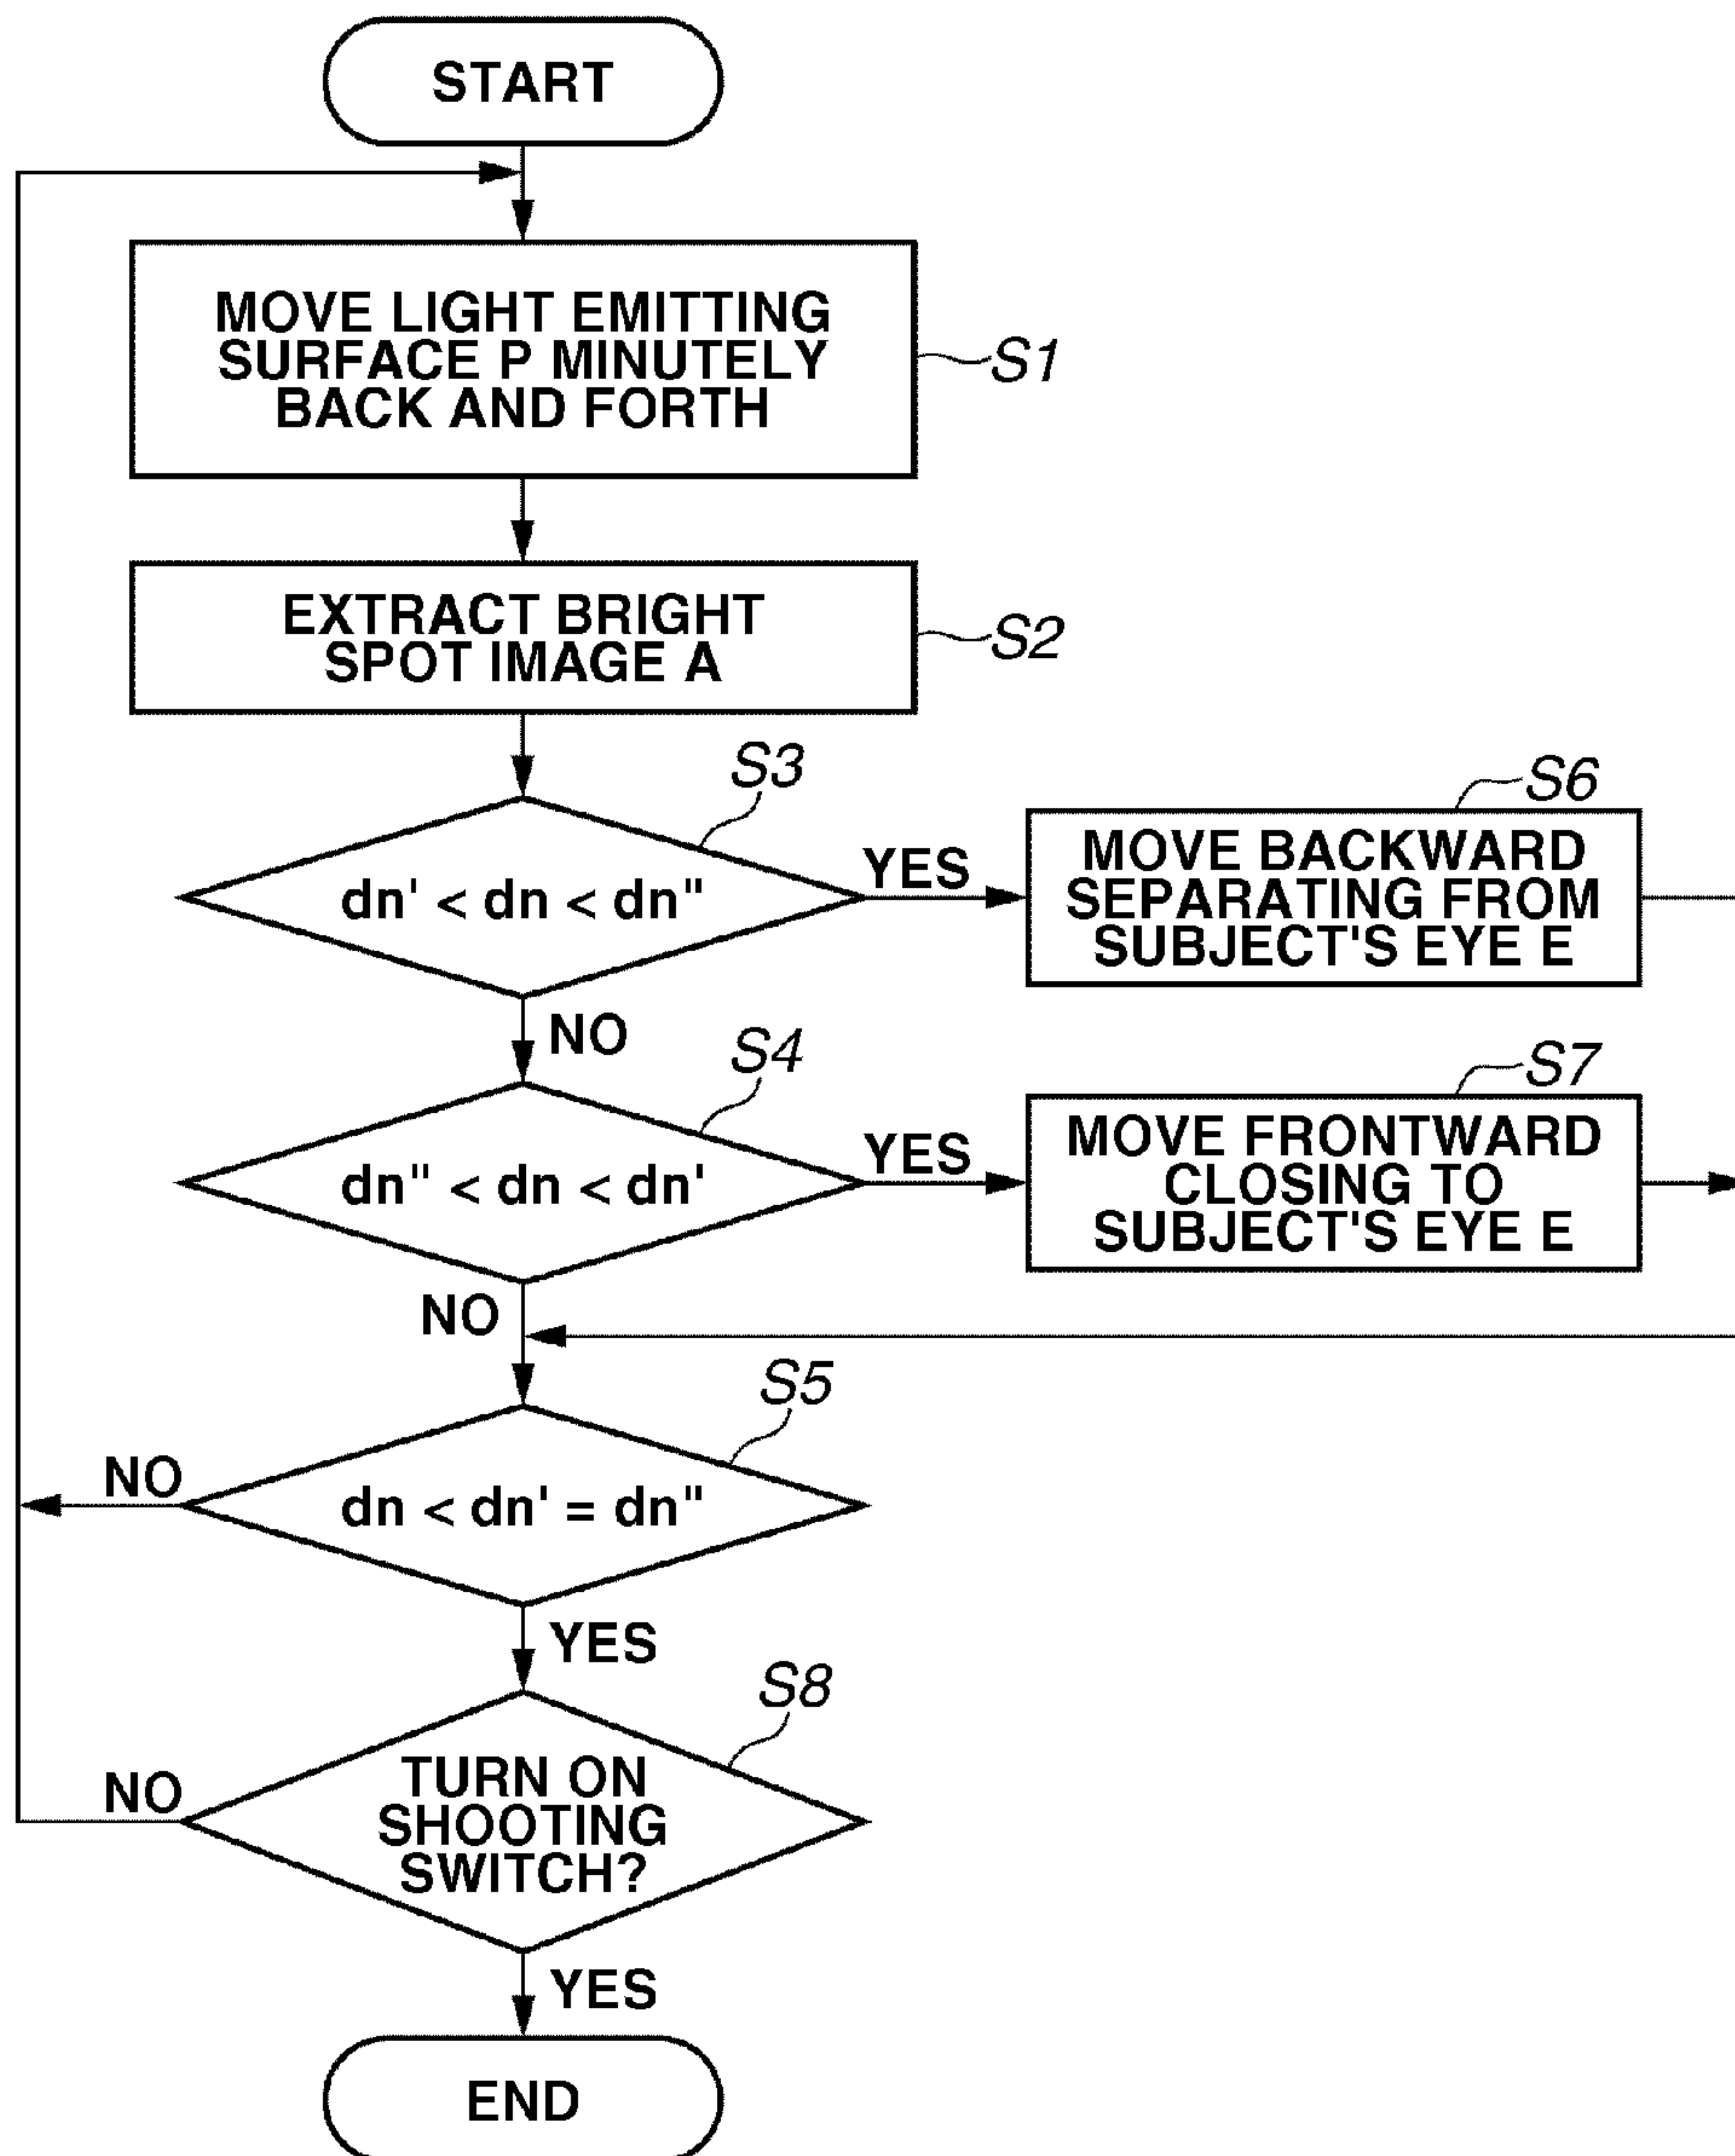 START
MOVE LIGHT EMITTING
SURFACE P MINUTELY
BACK AND FORTH
S1
EXTRACT BRIGHT
SPOT IMAGE A
S2
S3
dn' < dn < dn"
YES
S6
MOVE BACKWARD
SEPARATING FROM
SUBJECT'S EYE E
NO
S4
dn" < dn < dn'
YES
S7
MOVE FRONTWARD
CLOSING TO
SUBJECT'S EYE E
NO
S5
dn < dn' = dn"
NO
YES
S8
TURN ON
SHOOTING
SWITCH?
NO
YES
END